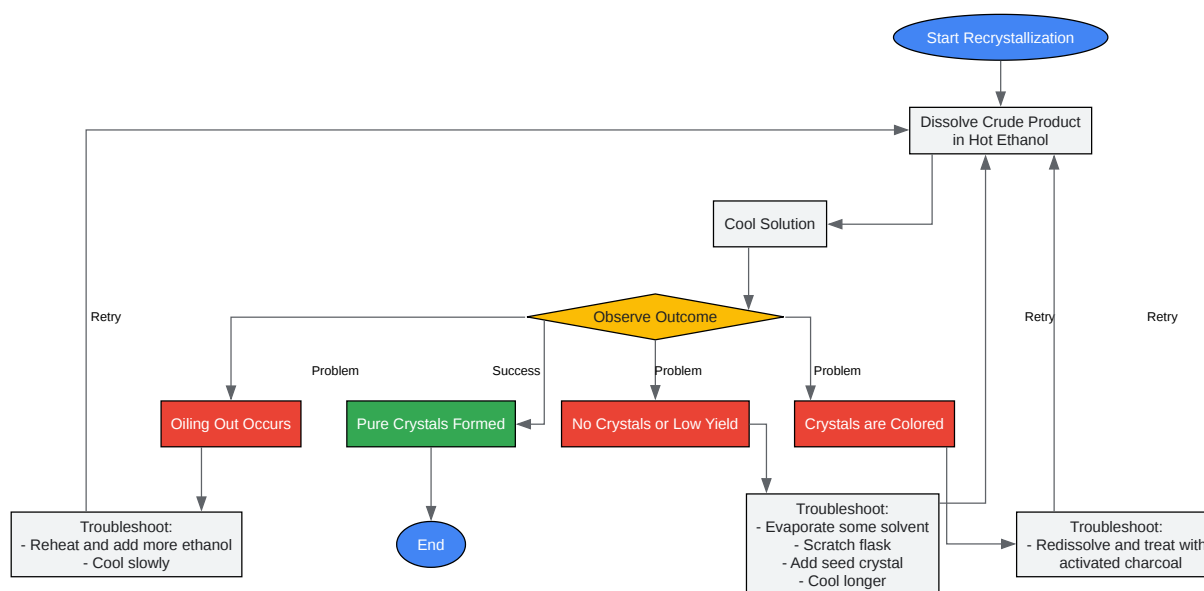 Start Recrystallization
Dissolve Crude Product
in Hot Ethanol
Cool Solution
Retry
Observe Outcome
Retry
Retry
Problem
Success
Problem
Problem
Oiling Out Occurs
Pure Crystals Formed
No Crystals or Low Yield
Crystals are Colored
Troubleshoot:
- Reheat and add more ethanol
- Cool slowly
End
Troubleshoot:
- Evaporate some solvent
- Scratch flask
- Add seed crystal
- Cool longer
Troubleshoot:
- Redissolve and treat with
activated charcoal